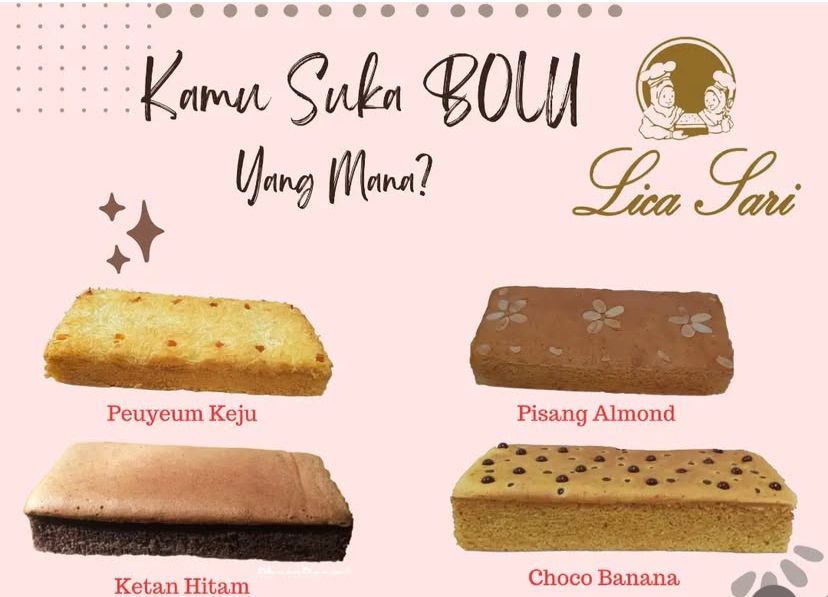 Kamu Suka BOLU
Yang Mana?
Lica Sari
Peuyeum Keju
Pisang Almond
Ketan Hitam
Choco Banana